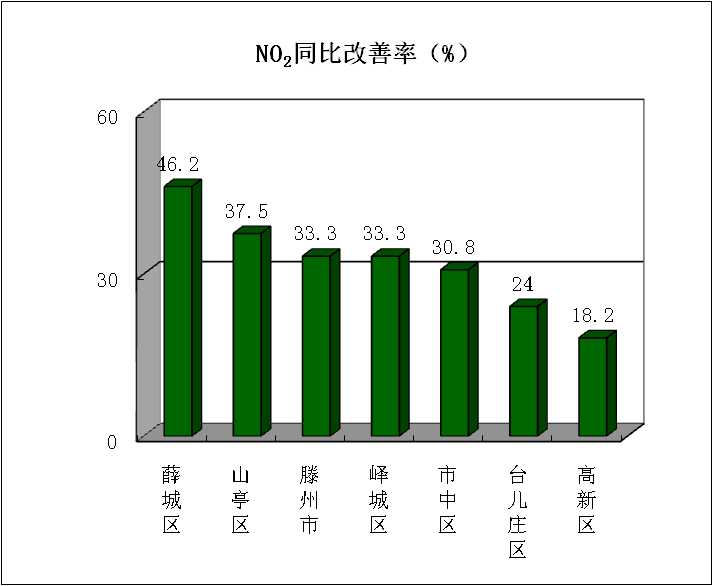 NO₂同比改善率（%）
60
30
0
46.2
37.5
33.3
33.3
30.8
24
18.2
薛城区
山亭区
滕州市
峄城区
市中区
台儿庄区
高新区